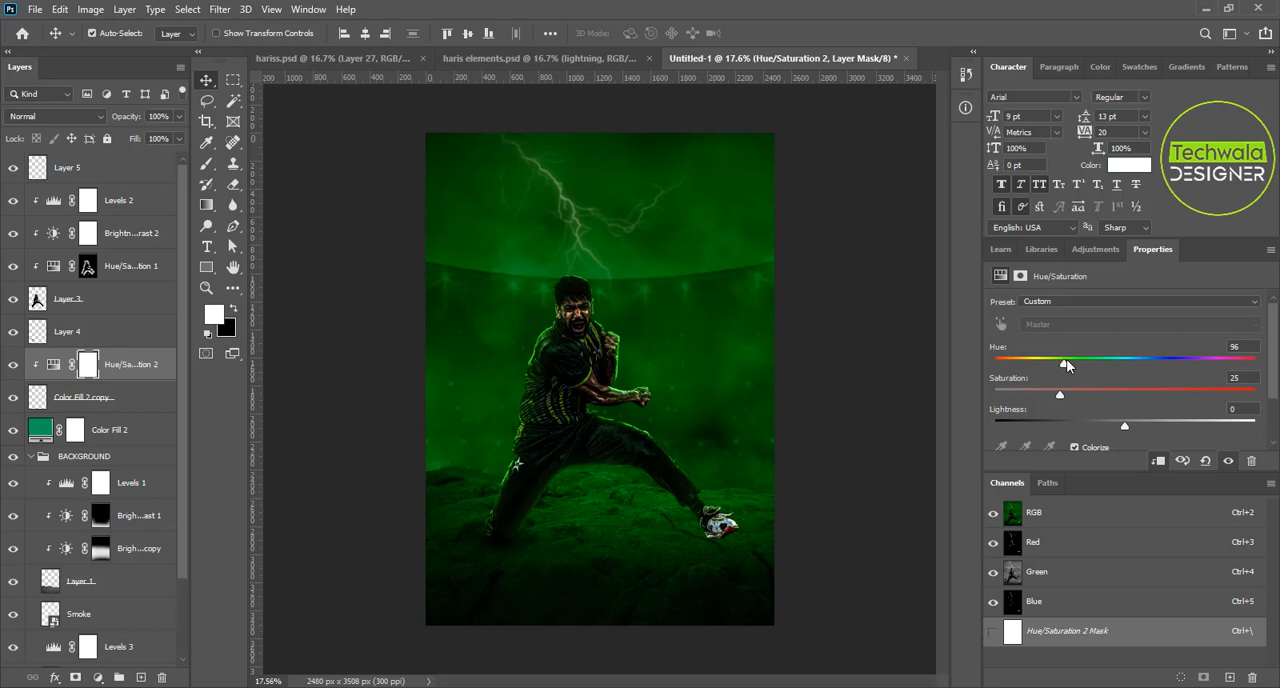 Ps File Edit Image Layer Type Select Filter 3D View Window Help
Auto-Select: Layer Show Transform Controls 3D Mode:
Layers
hariss.psd @ 16.7% (Layer 27, RGB/... × haris elements.psd @ 16.7% (lightning, RGB/... × Untitled-1 @ 17.6% (Hue/Saturation 2, Layer Mask/8) * ×
Kind
Normal Opacity: 100%
Lock: Fill: 100%
Layer 5
Levels 2
Brightn...rast 2
Hue/Sa...tion 1
Layer 3
Layer 4
Hue/Sa...tion 2
Color Fill 2 copy
Color Fill 2
BACKGROUND
Levels 1
Brigh...ast 1
Brigh...copy
Layer 1
Smoke
Levels 3
17.56% 2480 px x 3508 px (300 ppi)
Character Paragraph Color Swatches Gradients Patterns
Arial Regular
9 pt 13 pt
Metrics 20
100% 100%
0 pt Color:
English: USA Sharp
Techwala
DESIGNER
Learn Libraries Adjustments Properties
Hue/Saturation
Preset: Custom
Master
Hue: 96
Saturation: 25
Lightness: 0
Colorize
Channels Paths
RGB Ctrl+2
Red Ctrl+3
Green Ctrl+4
Blue Ctrl+5
Hue/Saturation 2 Mask Ctrl+\